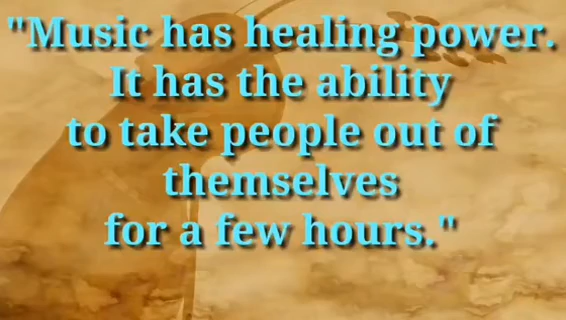 "Music has healing power.
It has the ability
to take people out of
themselves
for a few hours."